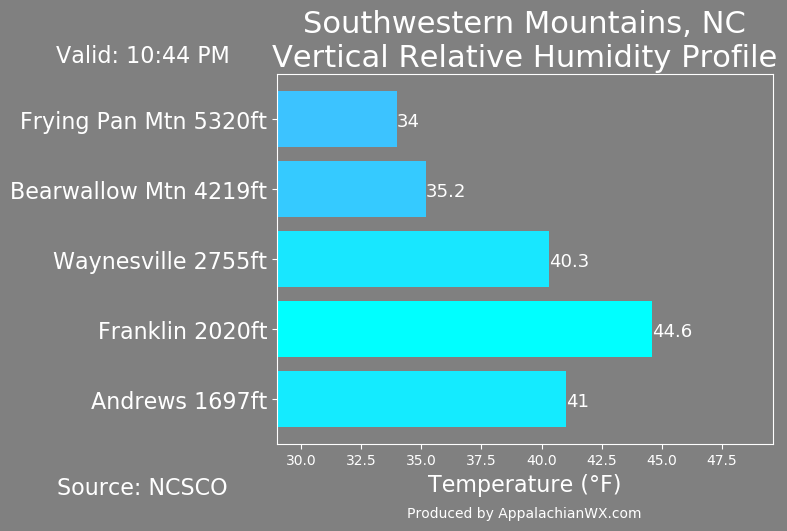 Southwestern Mountains, NC
Vertical Relative Humidity Profile
Valid: 10:44 PM
Frying Pan Mtn 5320ft 34
Bearwallow Mtn 4219ft 35.2
Waynesville 2755ft 40.3
Franklin 2020ft 44.6
Andrews 1697ft 41
30.0 32.5 35.0 37.5 40.0 42.5 45.0 47.5
Temperature (°F)
Source: NCSCO
Produced by AppalachianWX.com